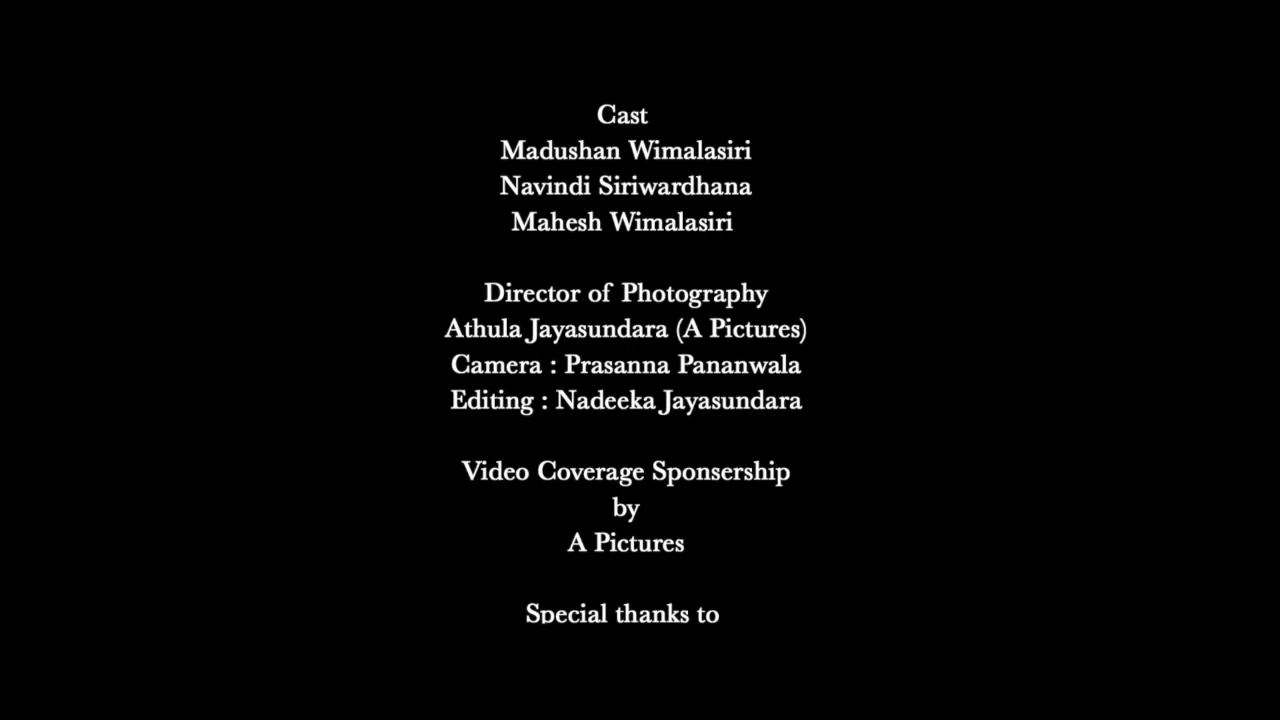 Cast
Madushan Wimalasiri
Navindi Siriwardhana
Mahesh Wimalasiri
Director of Photography
Athula Jayasundara (A Pictures)
Camera : Prasanna Pananwala
Editing : Nadeeka Jayasundara
Video Coverage Sponsership
by
A Pictures
Special thanks to